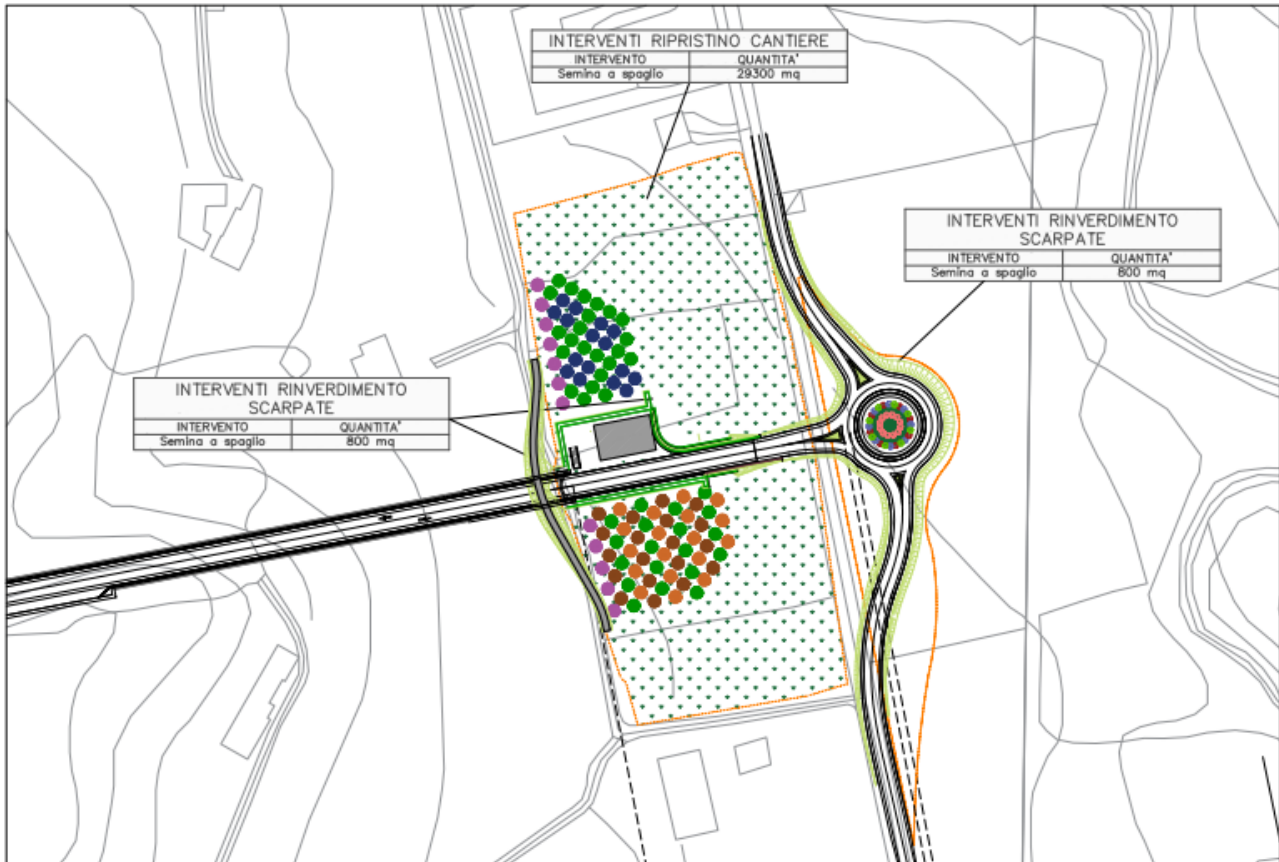 INTERVENTI RIPRISTINO CANTIERE
INTERVENTO QUANTITA'
Semina a spaglio 29300 mq
INTERVENTI RINVERDIMENTO
SCARPATE
INTERVENTO QUANTITA'
Semina a spaglio 800 mq
INTERVENTI RINVERDIMENTO
SCARPATE
INTERVENTO QUANTITA'
Semina a spaglio 800 mq